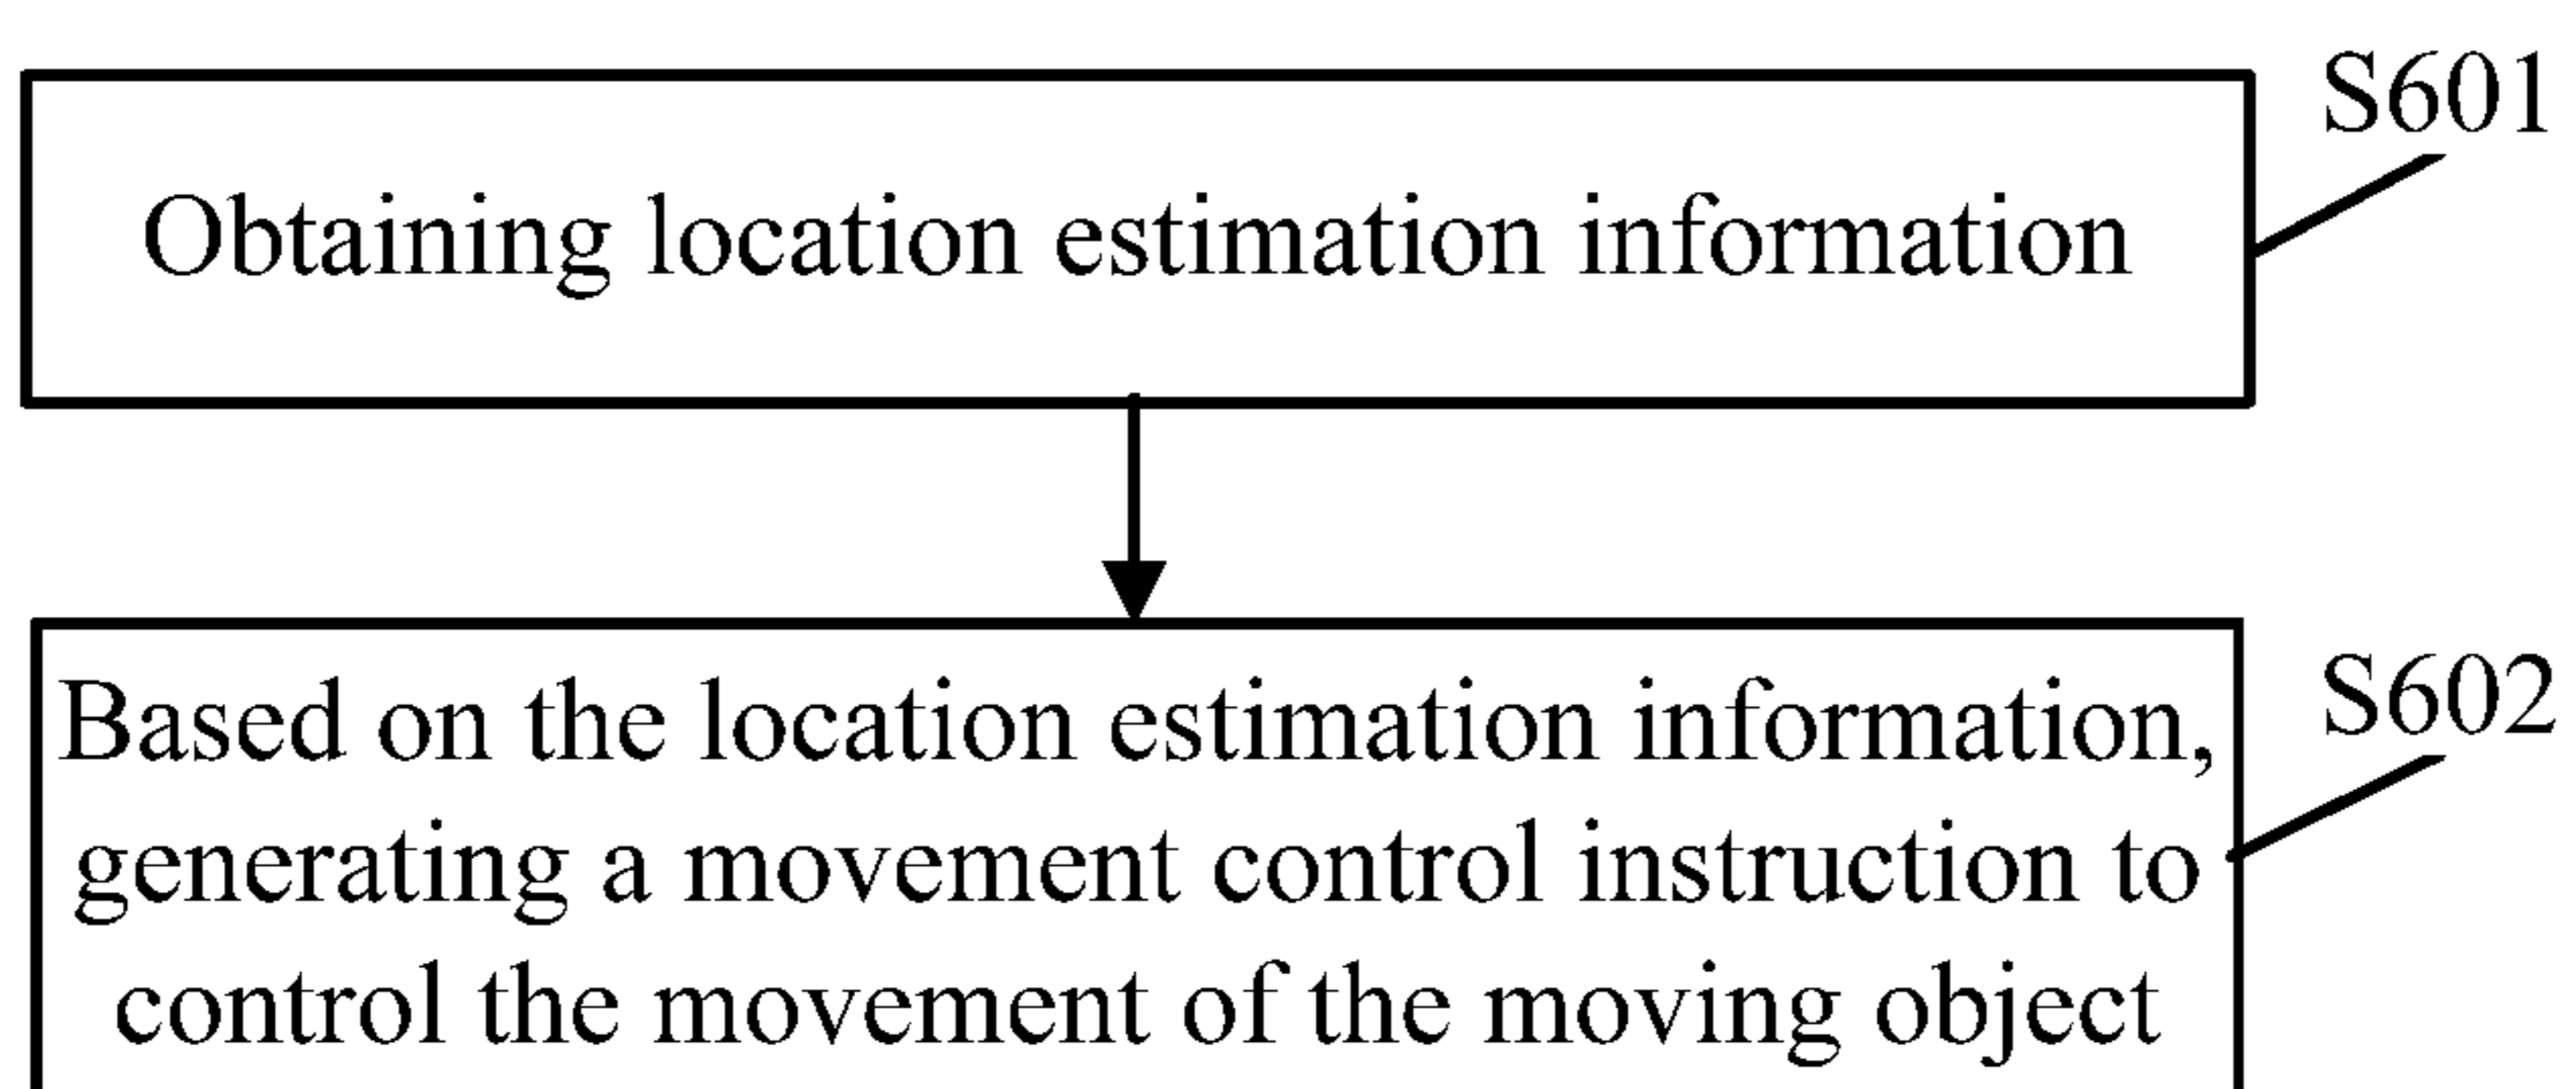 S601
Obtaining location estimation information
S602
Based on the location estimation information,
generating a movement control instruction to
control the movement of the moving object